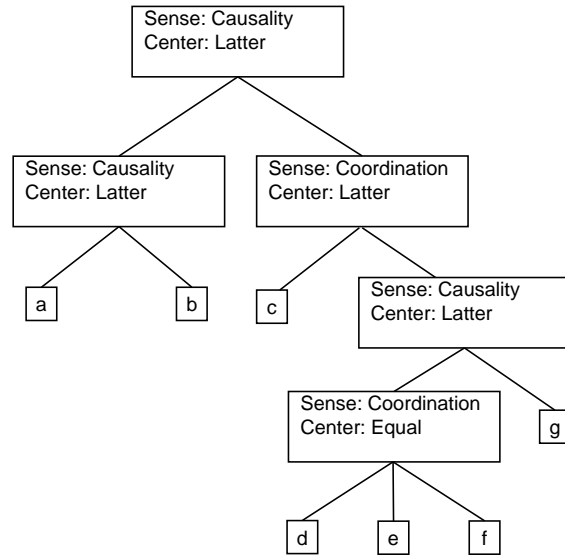 Sense: Causality
Center: Latter
Sense: Causality
Center: Latter
Sense: Coordination
Center: Latter
a
b
c
Sense: Causality
Center: Latter
Sense: Coordination
Center: Equal
g
d
e
f